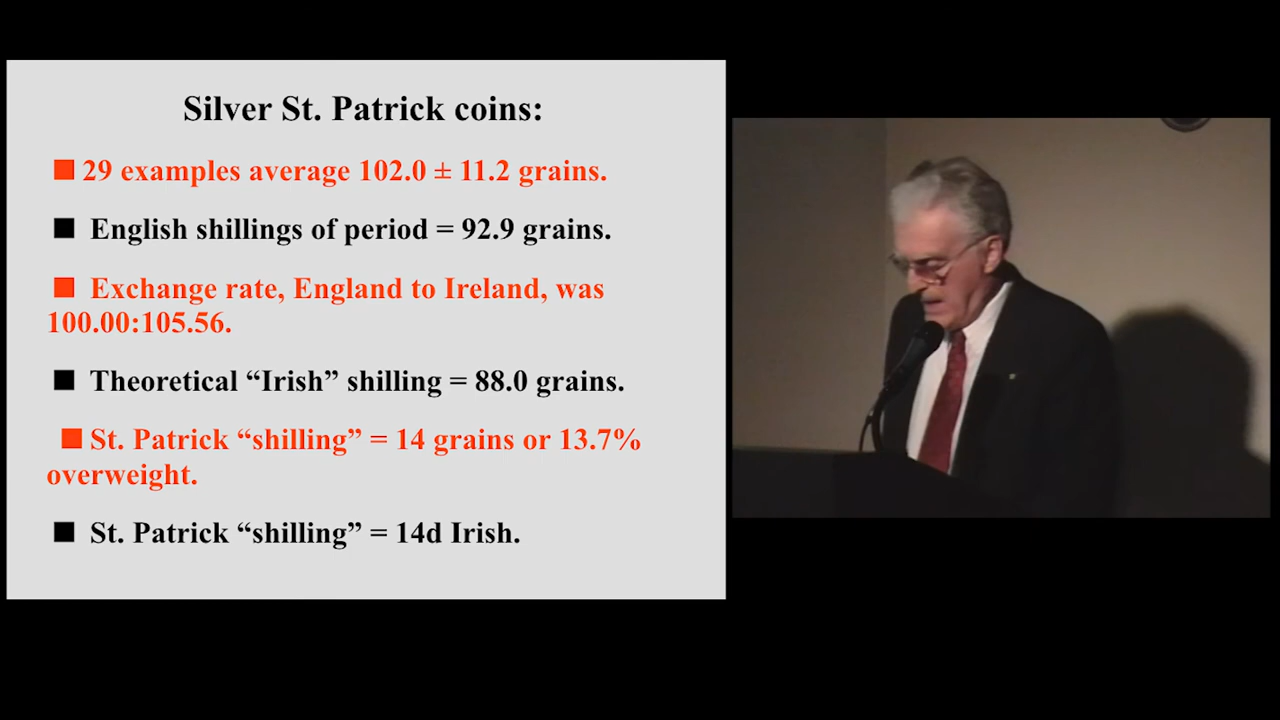 Silver St. Patrick coins:
■ 29 examples average 102.0 ± 11.2 grains.
■ English shillings of period = 92.9 grains.
■ Exchange rate, England to Ireland, was
100.00:105.56.
■ Theoretical “Irish” shilling = 88.0 grains.
■ St. Patrick “shilling” = 14 grains or 13.7%
overweight.
■ St. Patrick “shilling” = 14d Irish.